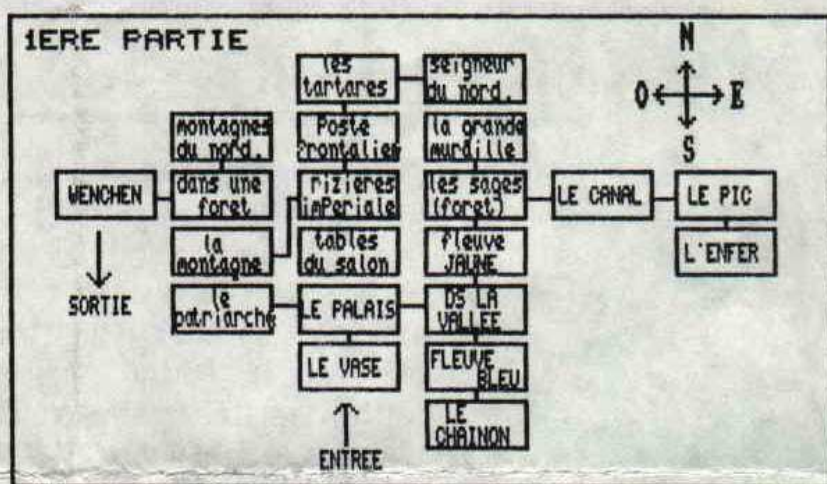 1ERE PARTIE
N
O
E
S
les
tartares
seigneur
du nord.
montagnes
du nord.
Poste
frontalier
la grande
muraille
WENCHEN
dans une
foret
rizieres
imPeriale
les sages
(foret)
LE CANAL
LE PIC
la
montagne
tables
du salon
fleuve
JAUNE
L'ENFER
SORTIE
le
patriarche
LE PALAIS
DS LA
VALLEE
LE VASE
FLEUVE
BLEU
LE
CHAINON
ENTREE